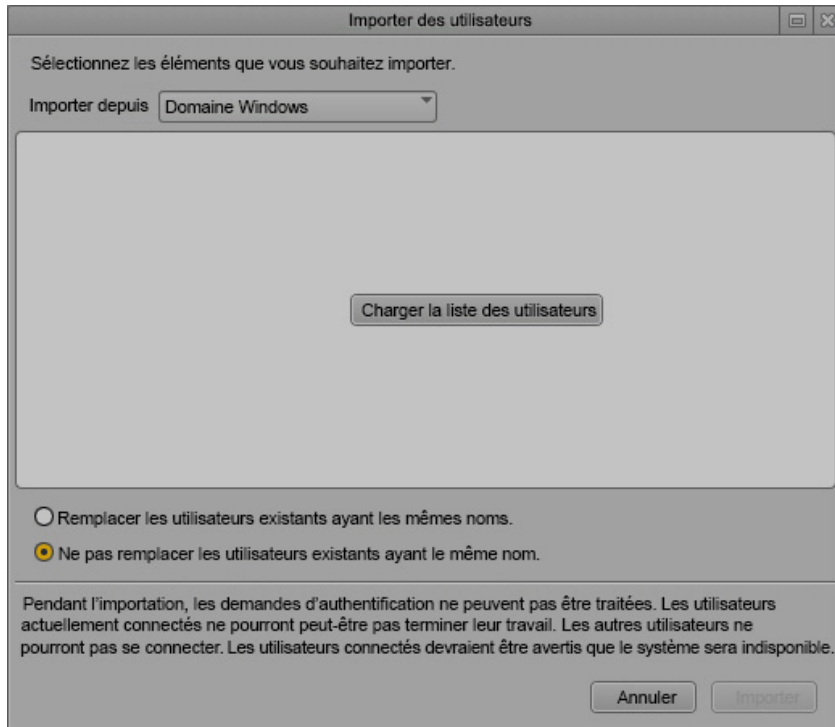 Importer des utilisateurs
Sélectionnez les éléments que vous souhaitez importer.
Importer depuis Domaine Windows
Charger la liste des utilisateurs
Remplacer les utilisateurs existants ayant les mêmes noms.
Ne pas remplacer les utilisateurs existants ayant le même nom.
Pendant l'importation, les demandes d'authentification ne peuvent pas être traitées. Les utilisateurs
actuellement connectés ne pourront peut-être pas terminer leur travail. Les autres utilisateurs ne
pourront pas se connecter. Les utilisateurs connectés devraient être avertis que le système sera indisponible.
Annuler Importer